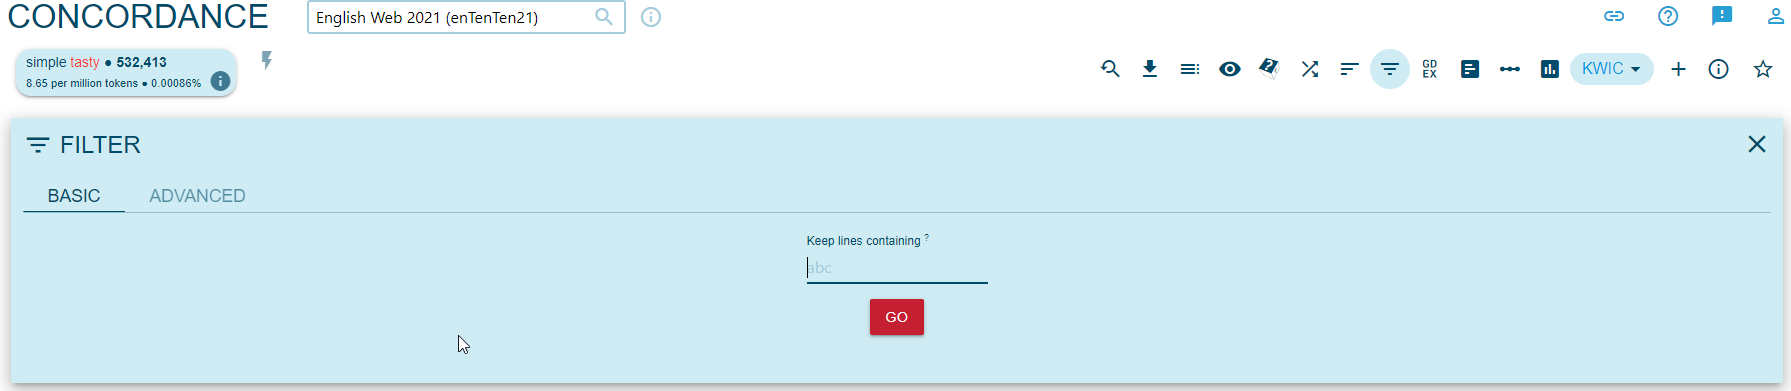 CONCORDANCE
English Web 2021 (enTenTen21)
simple tasty ● 532,413
8.65 per million tokens ● 0.00086%
GD
EX
KWIC
FILTER
BASIC ADVANCED
Keep lines containing ?
abc
GO